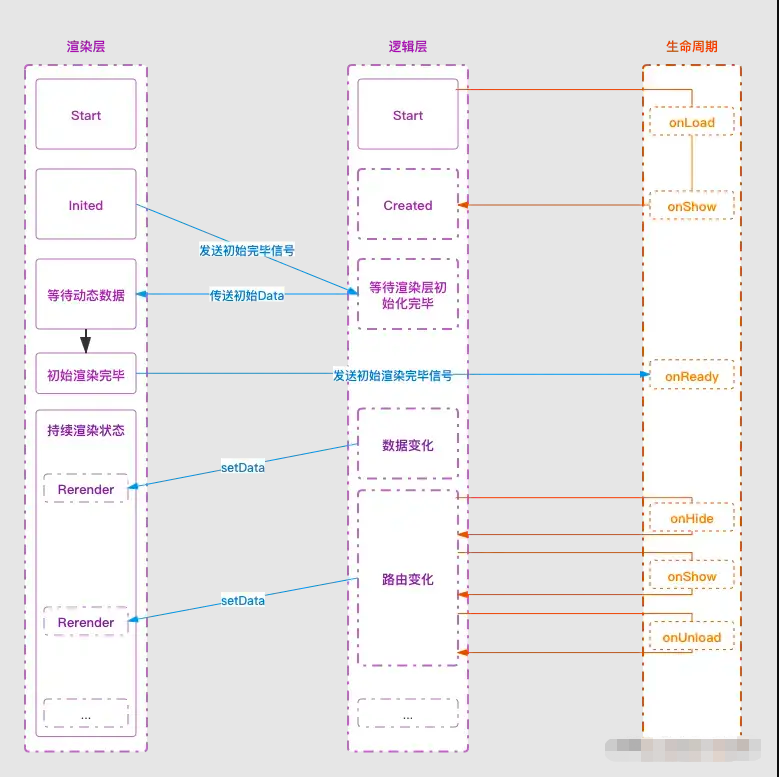 渲染层
逻辑层
生命周期
Start
Start
onLoad
Inited
Created
onShow
发送初始完毕信号
等待动态数据
传送初始Data
等待渲染层初
始化完毕
初始渲染完毕
发送初始渲染完毕信号
onReady
持续渲染状态
数据变化
setData
Rerender
onHide
路由变化
onShow
setData
Rerender
onUnload
...
...